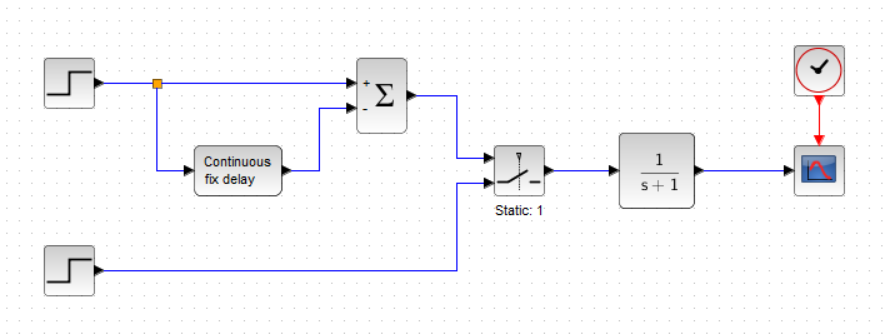 +
-
Σ
Continuous
fix delay
Static: 1
1
s + 1